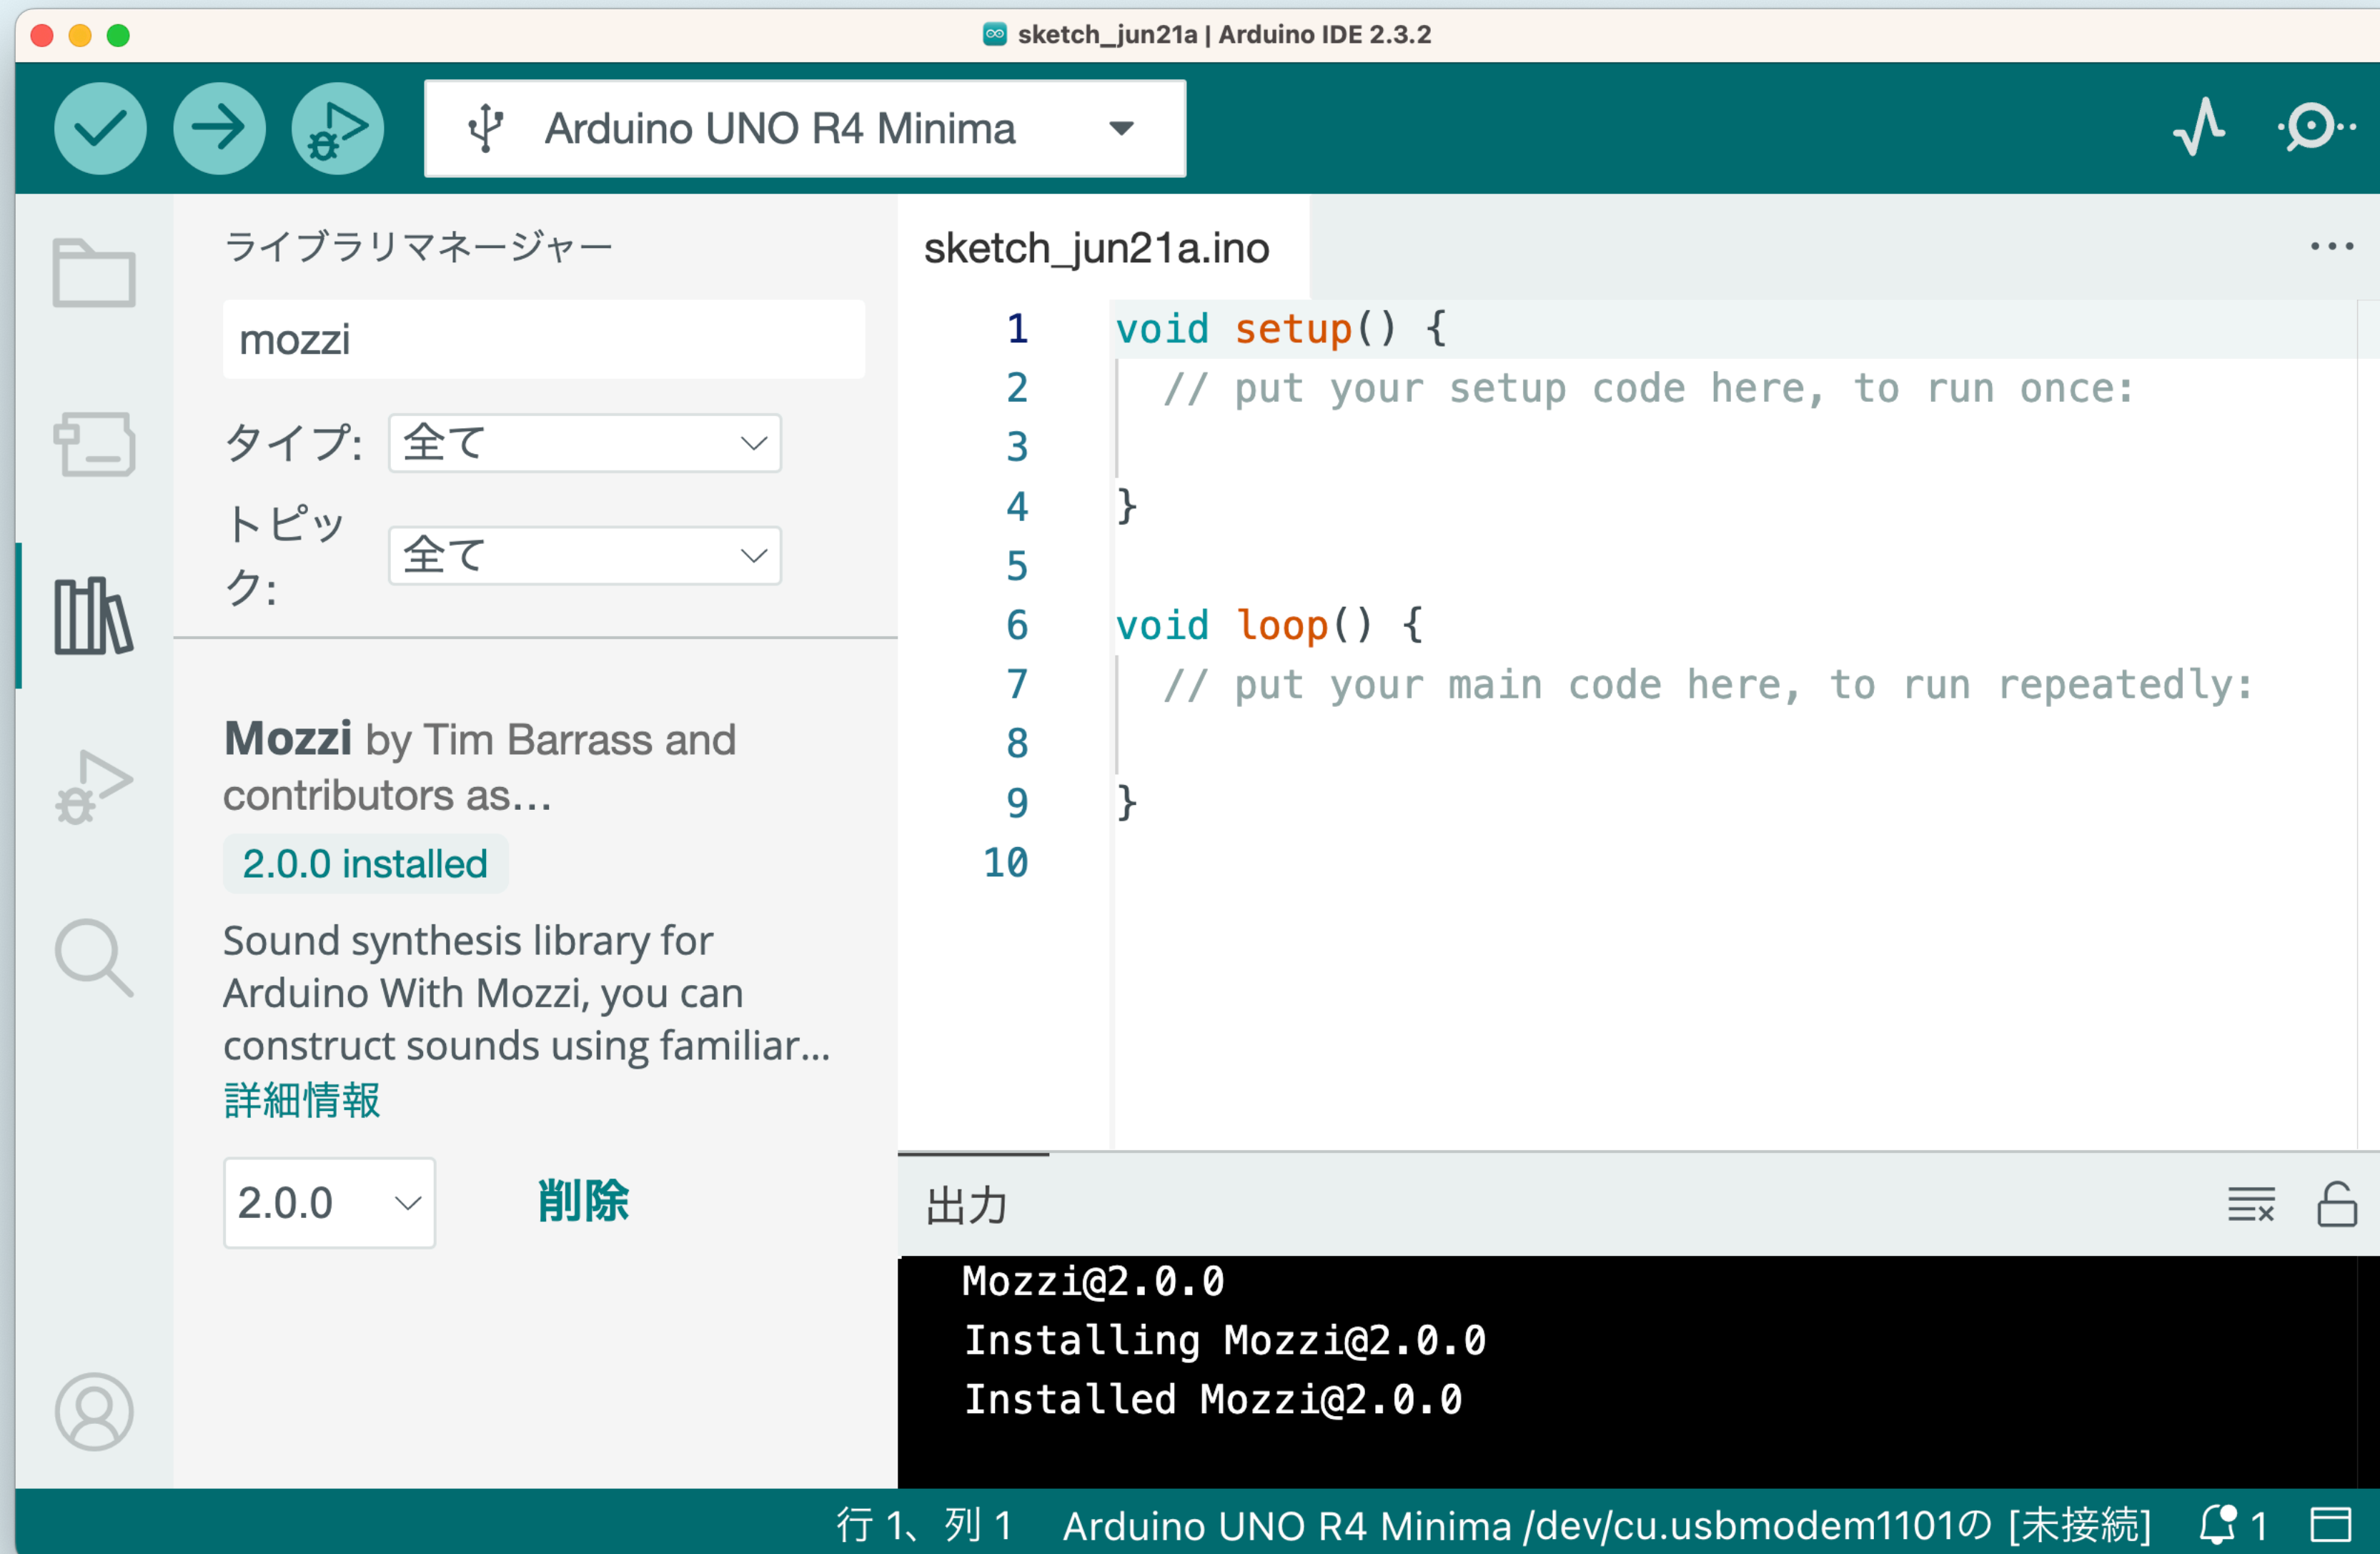 sketch_jun21a | Arduino IDE 2.3.2
Arduino UNO R4 Minima
ライブラリマネージャー
mozzi
タイプ: 全て
トピッ
ク: 全て
Mozzi by Tim Barrass and
contributors as...
2.0.0 installed
Sound synthesis library for
Arduino With Mozzi, you can
construct sounds using familiar...
詳細情報
2.0.0 削除
sketch_jun21a.ino
1 void setup() {
2 // put your setup code here, to run once:
3
4 }
5
6 void loop() {
7 // put your main code here, to run repeatedly:
8
9 }
10
出力
Mozzi@2.0.0
Installing Mozzi@2.0.0
Installed Mozzi@2.0.0
行 1、列 1 Arduino UNO R4 Minima /dev/cu.usbmodem1101の [未接続] 1